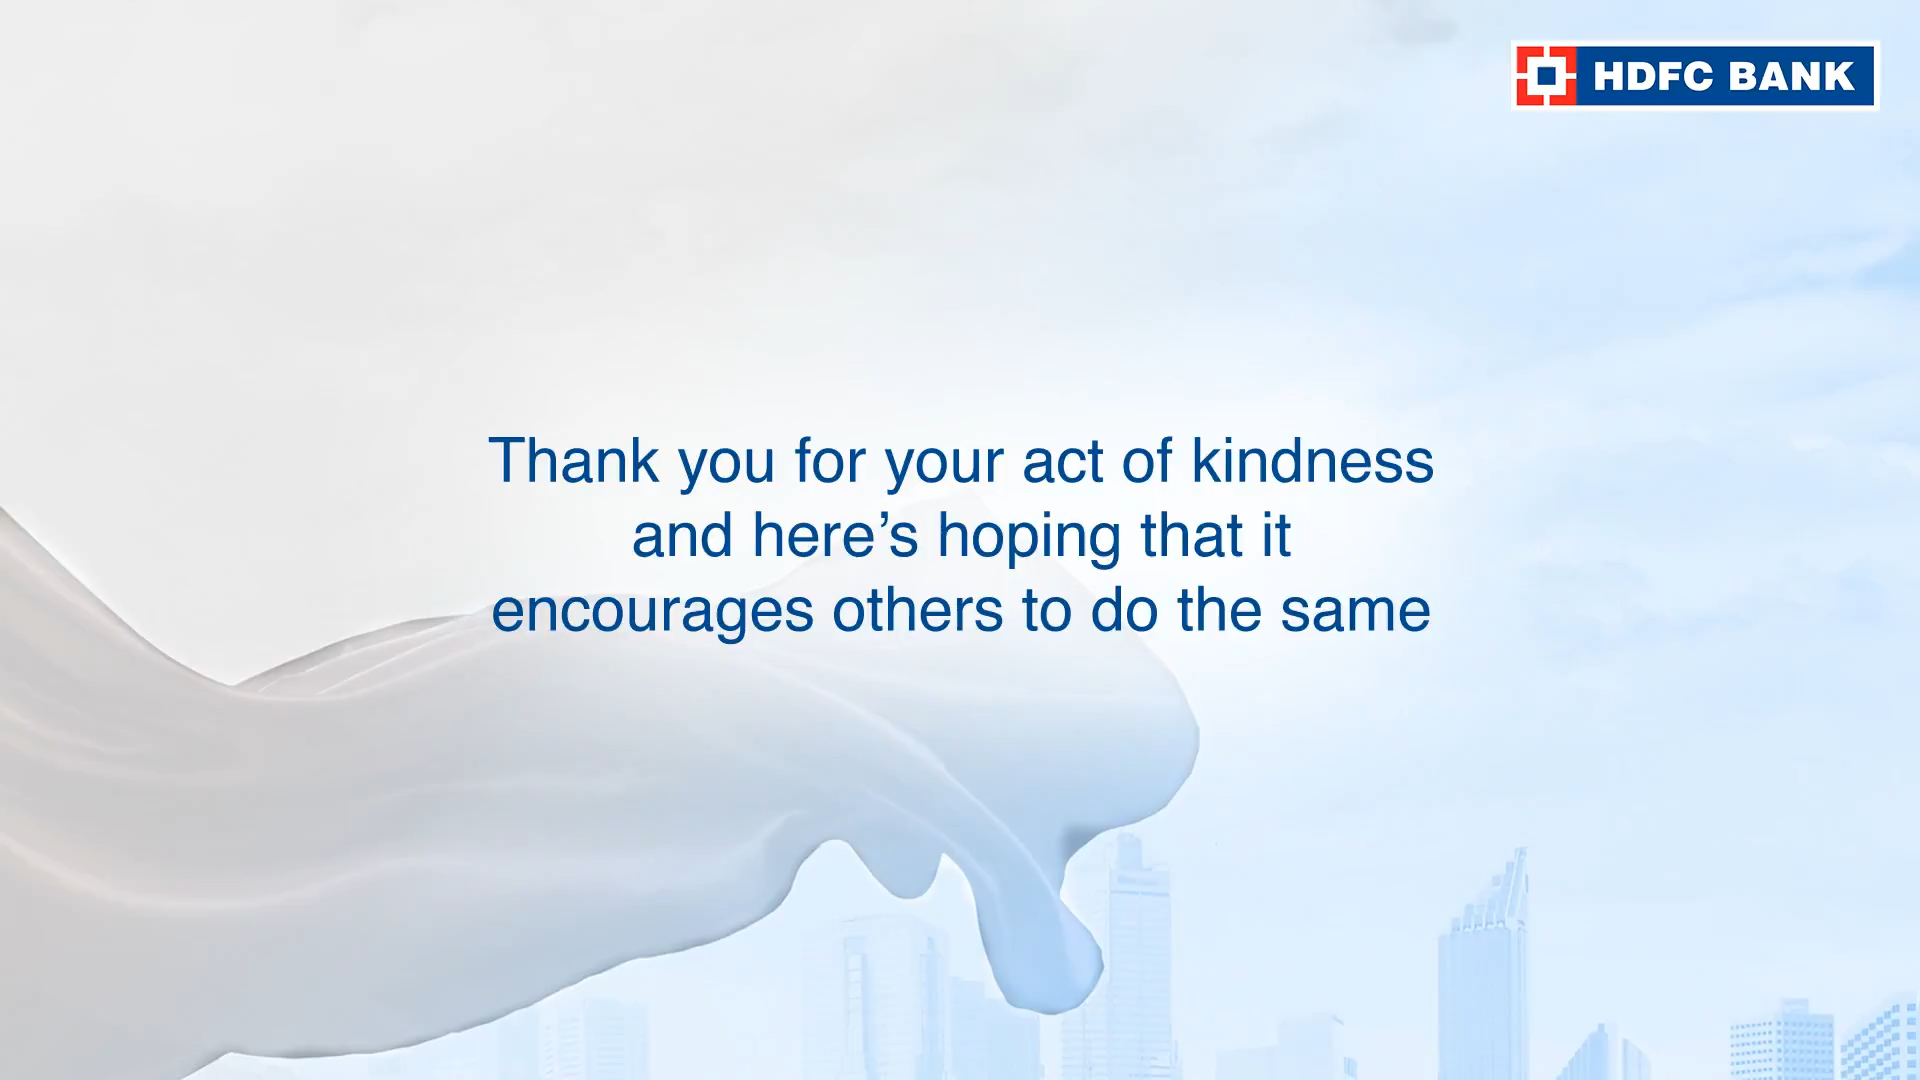 HDFC BANK
Thank you for your act of kindness
and here’s hoping that it
encourages others to do the same